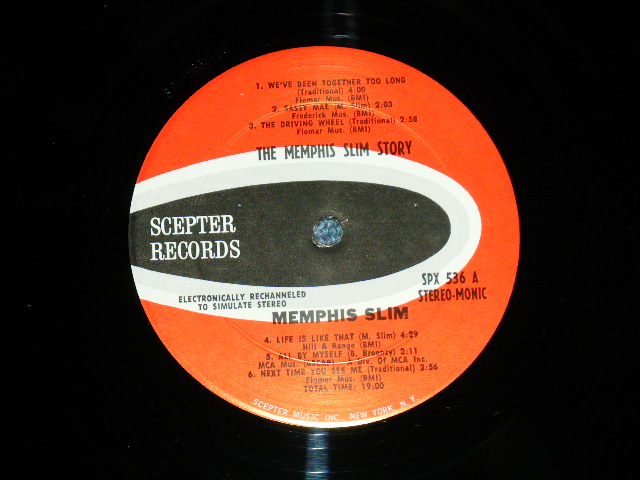 1. WE'VE BEEN TOGETHER TOO LONG
(Traditional) 4:00
Flomar Mus. (BMI)
2. SASSY MAE (M. Slim) 2:03
Frederick Mus. (BMI)
3. THE DRIVING WHEEL (Traditional) 2:58
Flomar Mus. (BMI)
THE MEMPHIS SLIM STORY
SCEPTER
RECORDS
SPX 536 A
STEREO-MONIC
ELECTRONICALLY RECHANNELED
TO SIMULATE STEREO
MEMPHIS SLIM
4. LIFE IS LIKE THAT (M. Slim) 4:29
Hill & Range (BMI)
5. ALL BY MYSELF (B. Broonzy) 2:11
MCA Mus. (ASCAP) A Div. Of MCA Inc.
6. NEXT TIME YOU SEE ME (Traditional) 2:56
Flomar Mus. (BMI)
TOTAL TIME: 19:00
SCEPTER MUSIC INC. NEW YORK, N.Y.